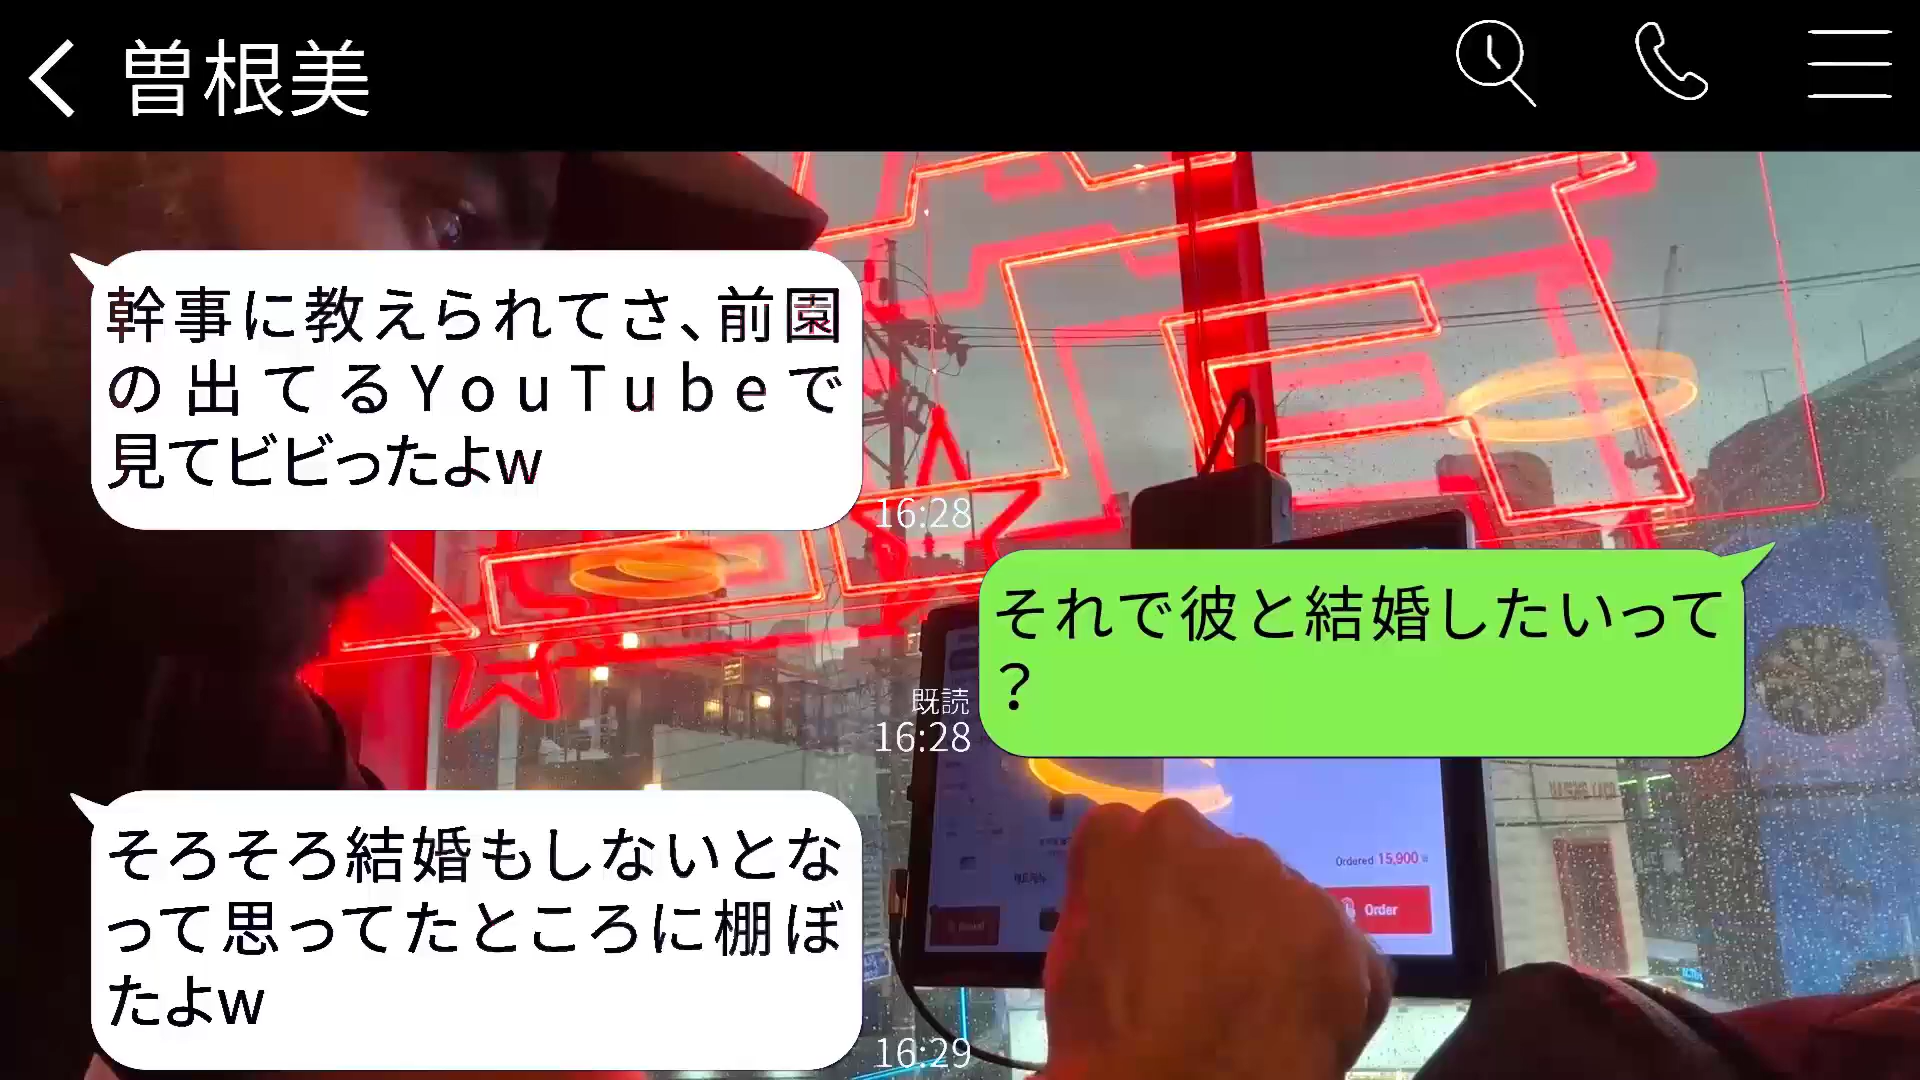 曽根美
幹事に教えられてさ、前園
の出てるYouTubeで
見てビビったよw
16:28
それで彼と結婚したいって
？
既読
16:28
そろそろ結婚もしないとな
って思ってたところに棚ぼ
たよw
16:29
Ordered 15,900
Order